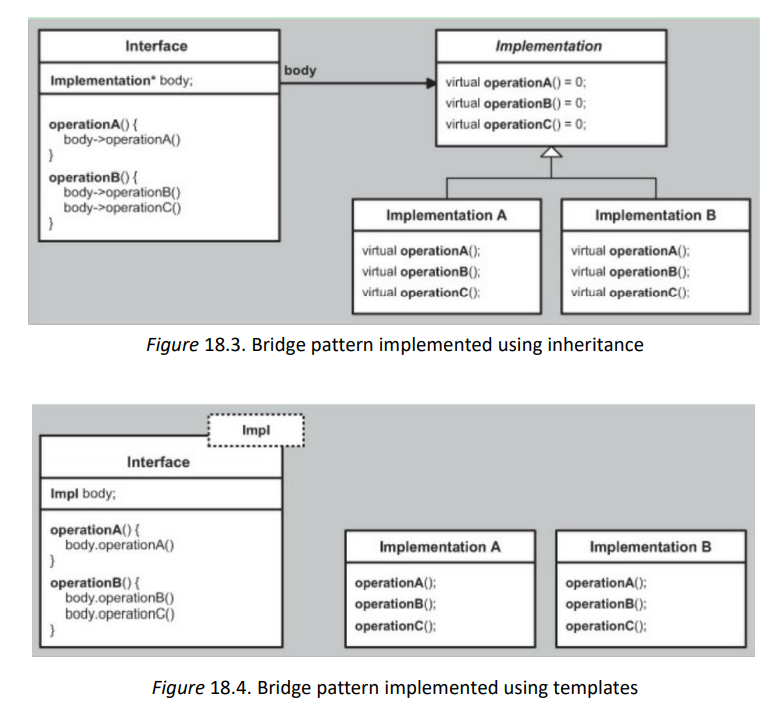 Interface
Implementation* body;
operationA() {
body->operationA()
}
operationB() {
body->operationB()
body->operationC()
}
body
Implementation
virtual operationA() = 0;
virtual operationB() = 0;
virtual operationC() = 0;
Implementation A
virtual operationA();
virtual operationB();
virtual operationC();
Implementation B
virtual operationA();
virtual operationB();
virtual operationC();
Figure 18.3. Bridge pattern implemented using inheritance
Impl
Interface
Impl body;
operationA() {
body.operationA()
}
operationB() {
body.operationB()
body.operationC()
}
Implementation A
operationA();
operationB();
operationC();
Implementation B
operationA();
operationB();
operationC();
Figure 18.4. Bridge pattern implemented using templates